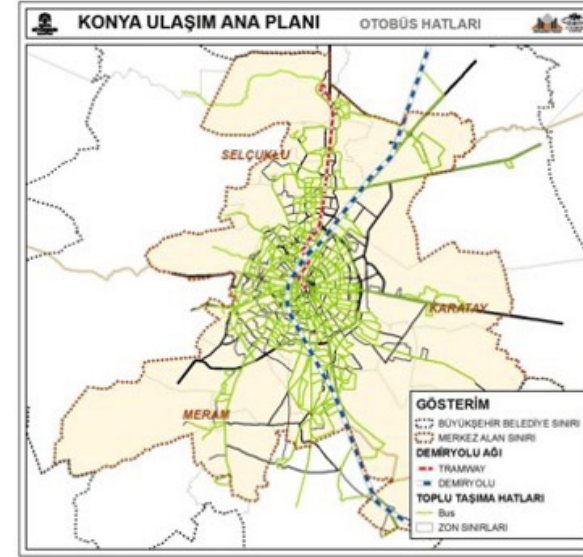 KONYA ULAŞIM ANA PLANI OTOBÜS HATLARI
SELÇUKLU
KARATAY
MERAM
GÖSTERİM
BÜYÜKŞEHİR BELEDİYE SINIRI
MERKEZ ALAN SINIRI
DEMİRYOLU AĞI
TRAMWAY
DEMİRYOLU
TOPLU TAŞIMA HATLARI
Bus
ZON SINIRLARI